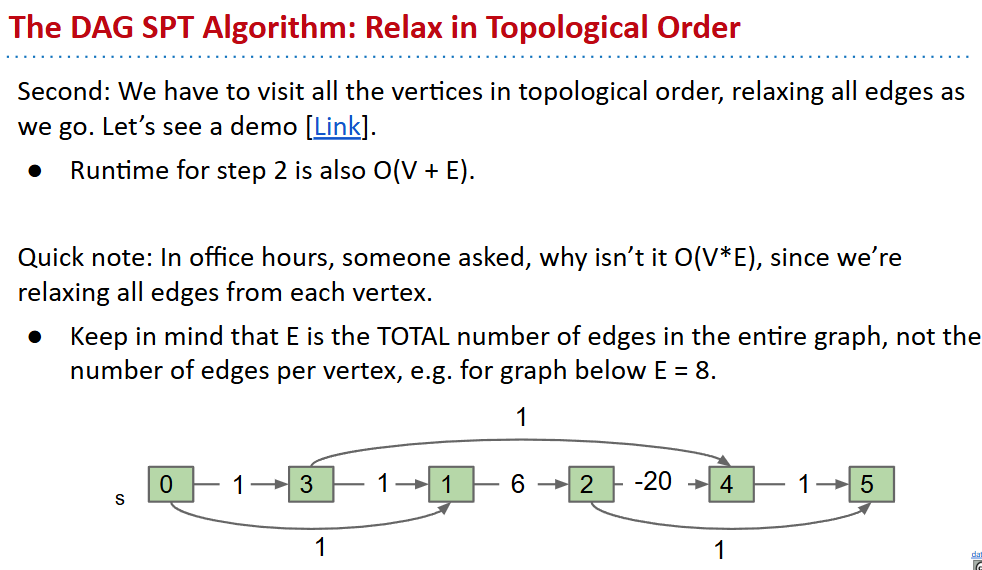 The DAG SPT Algorithm: Relax in Topological Order
Second: We have to visit all the vertices in topological order, relaxing all edges as
we go. Let’s see a demo [Link].
● Runtime for step 2 is also O(V + E).
Quick note: In office hours, someone asked, why isn’t it O(V*E), since we’re
relaxing all edges from each vertex.
● Keep in mind that E is the TOTAL number of edges in the entire graph, not the
number of edges per vertex, e.g. for graph below E = 8.
1
s 0 1 3 1 1 6 2 -20 4 1 5
1 1